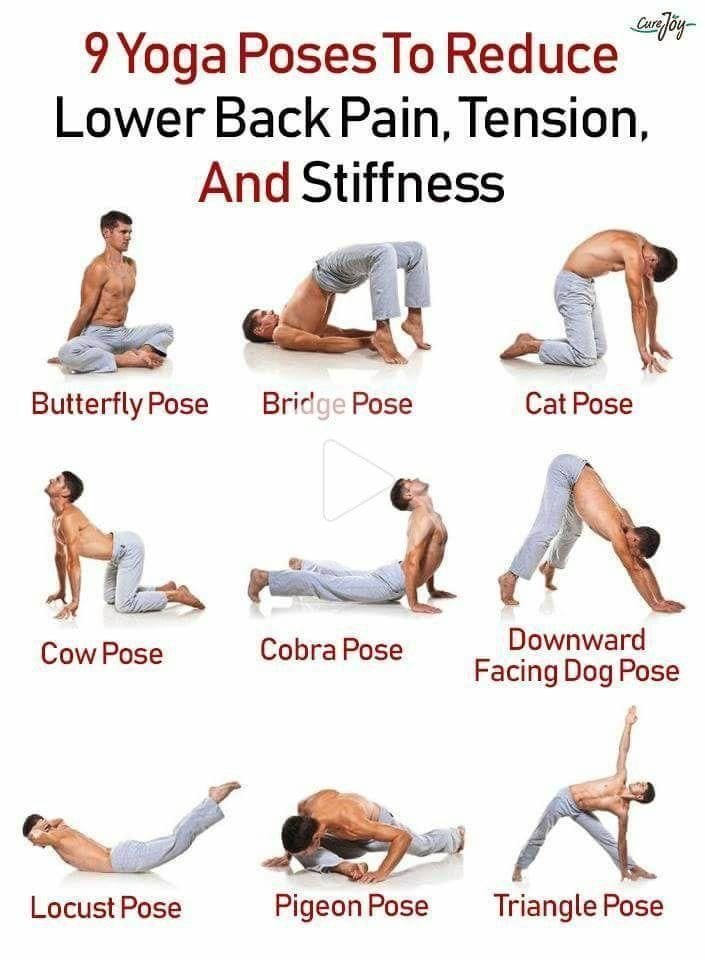 CureJoy
9 Yoga Poses To Reduce
Lower Back Pain, Tension,
And Stiffness
Butterfly Pose
Bridge Pose
Cat Pose
Cow Pose
Cobra Pose
Downward
Facing Dog Pose
Locust Pose
Pigeon Pose
Triangle Pose